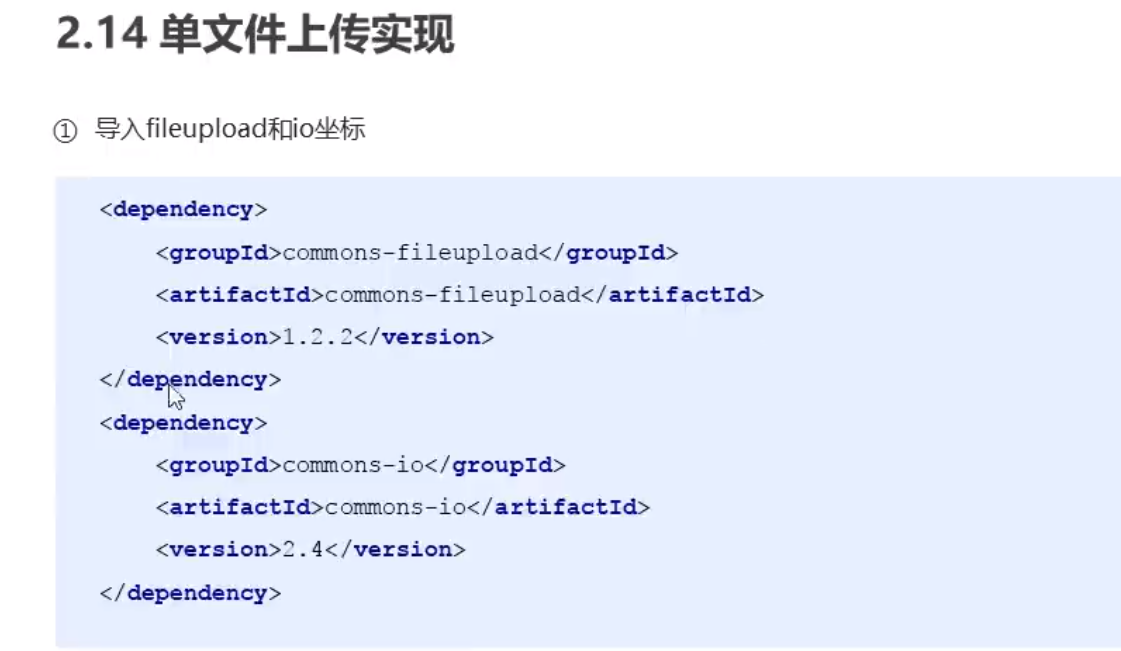 2.14 单文件上传实现
① 导入fileupload和io坐标
<dependency>
<groupId>commons-fileupload</groupId>
<artifactId>commons-fileupload</artifactId>
<version>1.2.2</version>
</dependency>
<dependency>
<groupId>commons-io</groupId>
<artifactId>commons-io</artifactId>
<version>2.4</version>
</dependency>